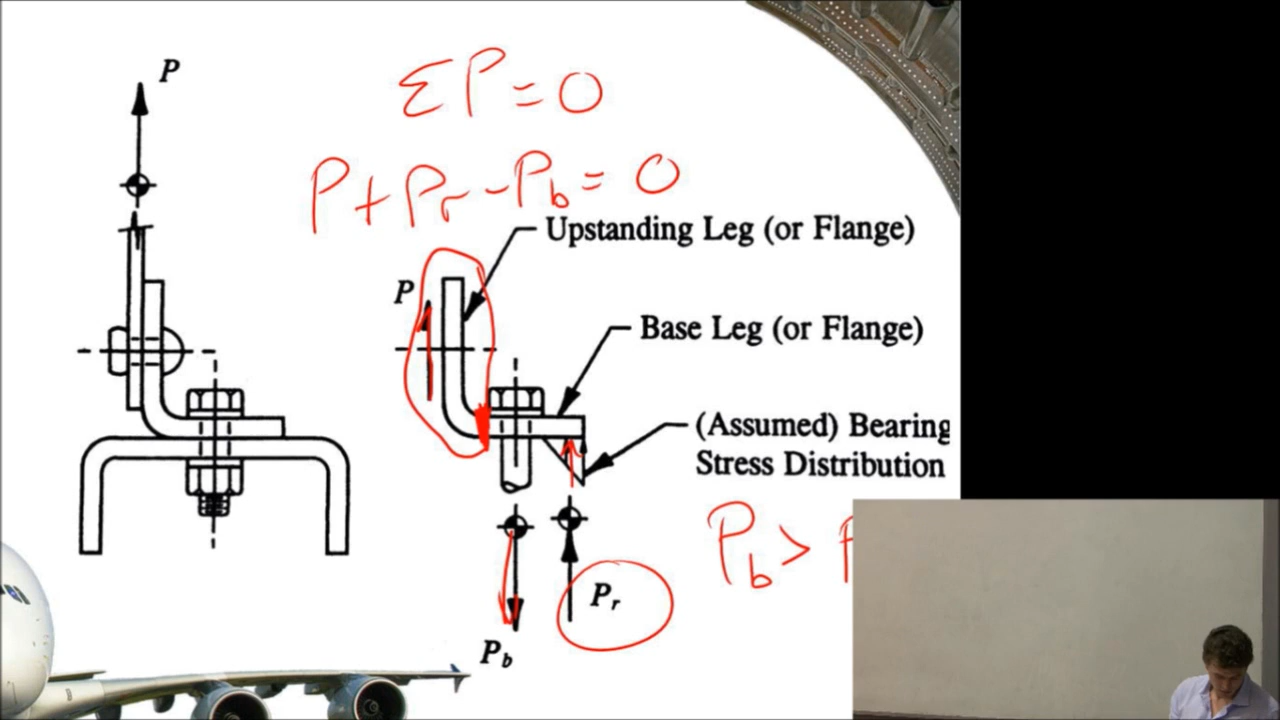 P
ΣP=0
P+Pr-Pb=0
Upstanding Leg (or Flange)
P
Base Leg (or Flange)
(Assumed) Bearing
Stress Distribution
Pb>
Pr
Pb